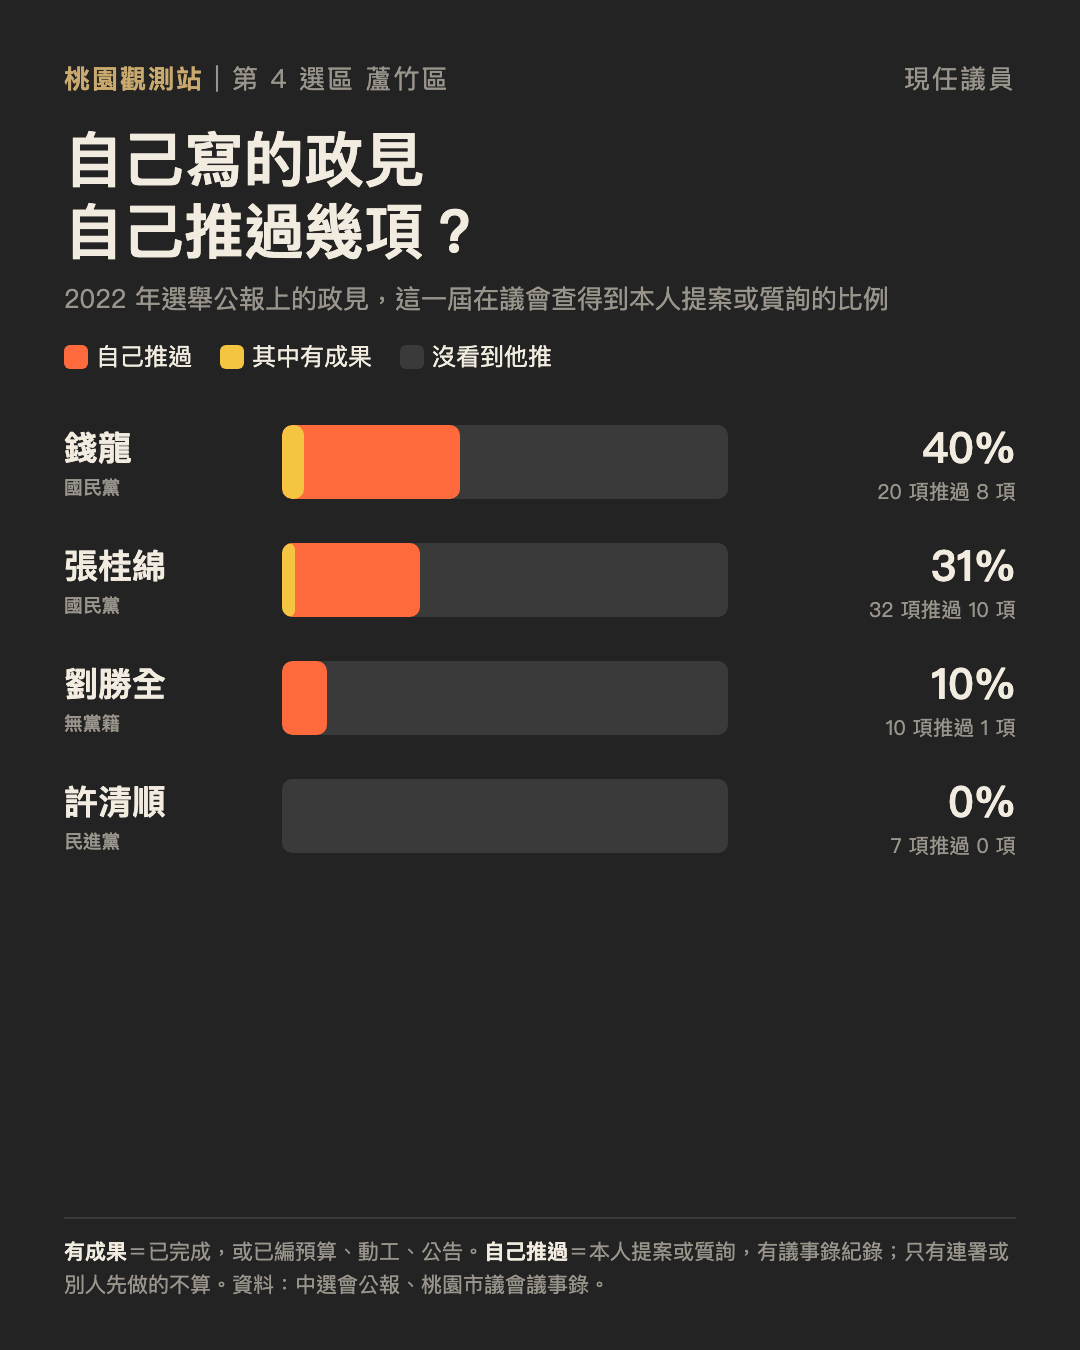 桃園觀測站｜第 4 選區 蘆竹區
現任議員
自己寫的政見
自己推過幾項？
2022 年選舉公報上的政見，這一屆在議會查得到本人提案或質詢的比例
自己推過 其中有成果 沒看到他推
錢龍 40%
國民黨 20 項推過 8 項
張桂綿 31%
國民黨 32 項推過 10 項
劉勝全 10%
無黨籍 10 項推過 1 項
許清順 0%
民進黨 7 項推過 0 項
有成果＝已完成，或已編預算、動工、公告。自己推過＝本人提案或質詢，有議事錄紀錄；只有連署或
別人先做的不算。資料：中選會公報、桃園市議會議事錄。